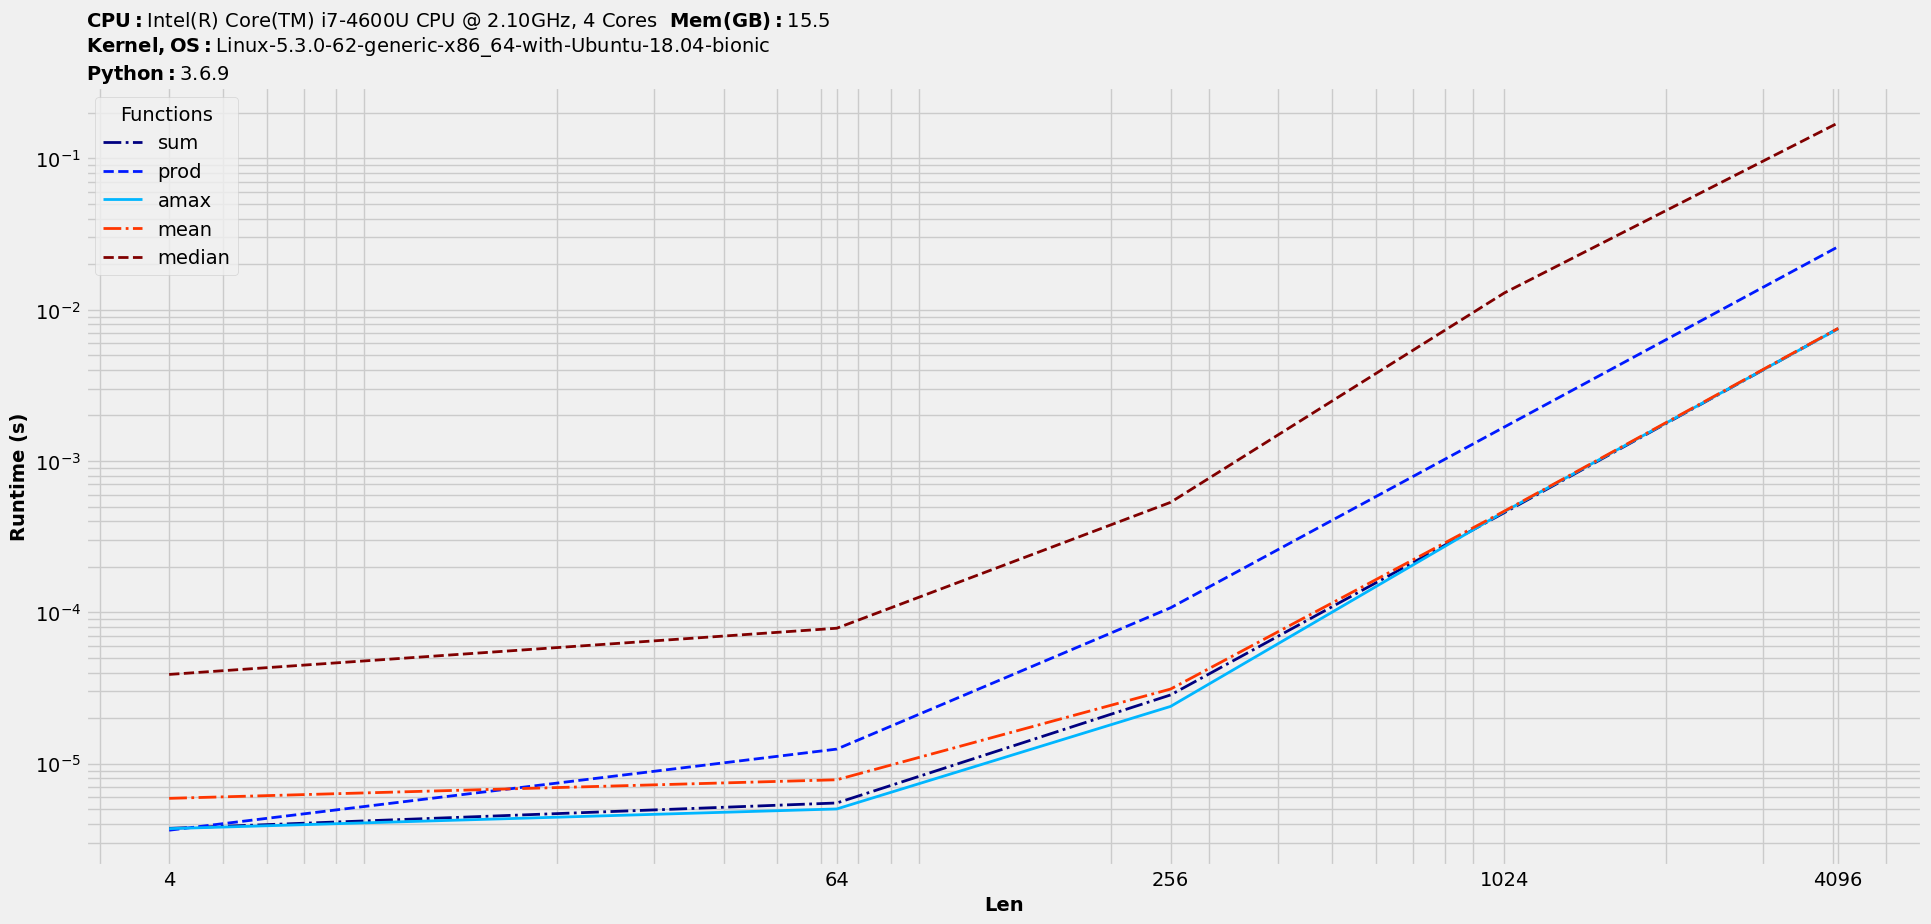 CPU: Intel(R) Core(TM) i7-4600U CPU @ 2.10GHz, 4 Cores Mem(GB): 15.5
Kernel, OS: Linux-5.3.0-62-generic-x86_64-with-Ubuntu-18.04-bionic
Python: 3.6.9
Functions
sum
prod
amax
mean
median
10⁻¹
10⁻²
10⁻³
10⁻⁴
10⁻⁵
Runtime (s)
4 64 256 1024 4096
Len